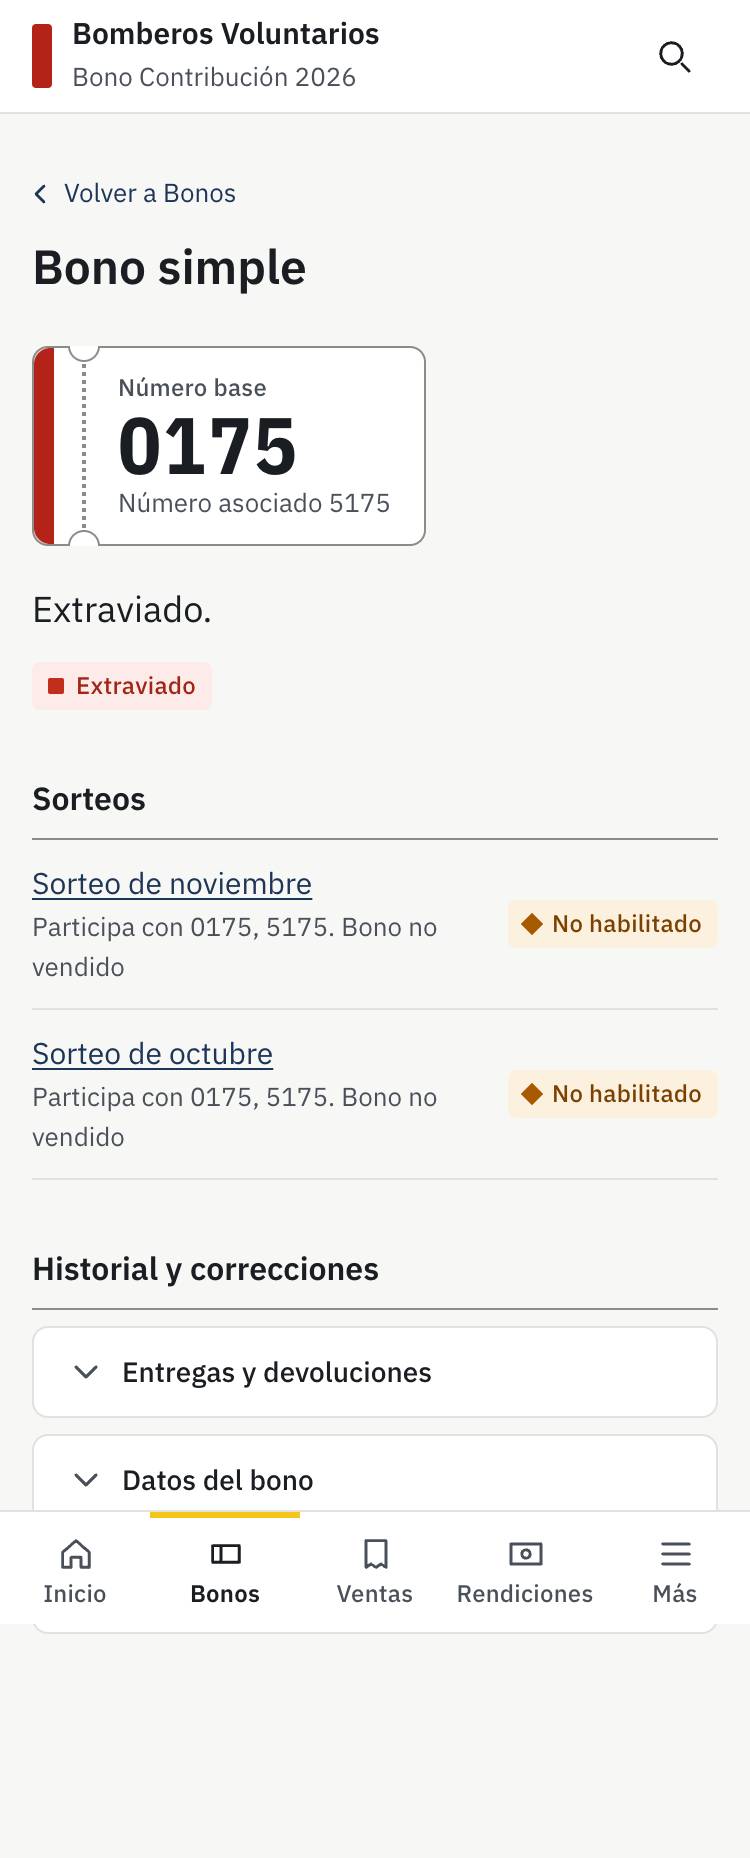 Bomberos Voluntarios
Bono Contribución 2026
Volver a Bonos
Bono simple
Número base
0175
Número asociado 5175
Extraviado.
Extraviado
Sorteos
Sorteo de noviembre
Participa con 0175, 5175. Bono no
vendido
No habilitado
Sorteo de octubre
Participa con 0175, 5175. Bono no
vendido
No habilitado
Historial y correcciones
Entregas y devoluciones
Datos del bono
Inicio
Bonos
Ventas
Rendiciones
Más